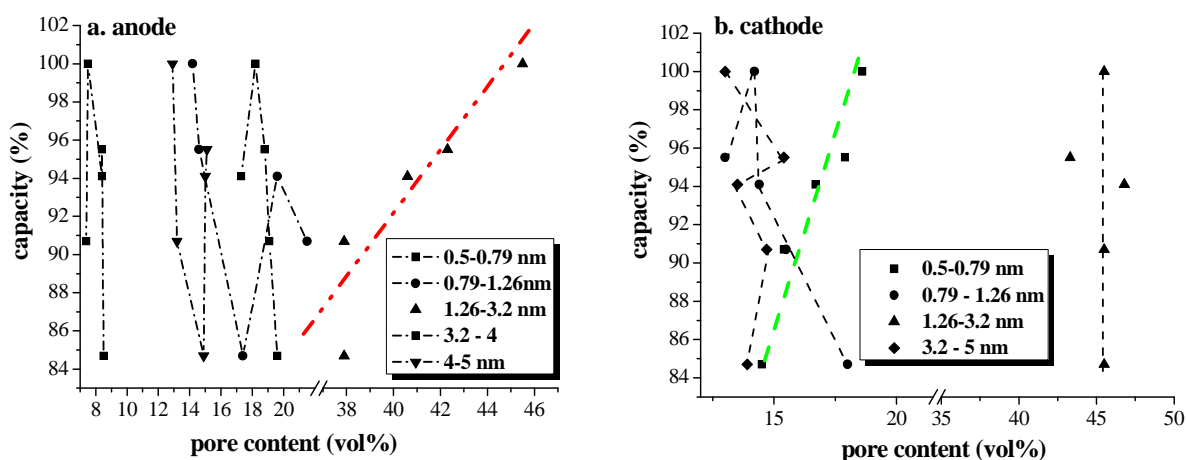 a. anode
102
100
98
96
94
92
90
88
86
84
capacity (%)
8 10 12 14 16 18 20 38 40 42 44 46
pore content (vol%)
0.5-0.79 nm
0.79-1.26nm
1.26-3.2 nm
3.2 - 4
4-5 nm
b. cathode
102
100
98
96
94
92
90
88
86
84
capacity (%)
15 20 35 40 45 50
pore content (vol%)
0.5-0.79 nm
0.79 - 1.26 nm
1.26-3.2 nm
3.2 - 5 nm